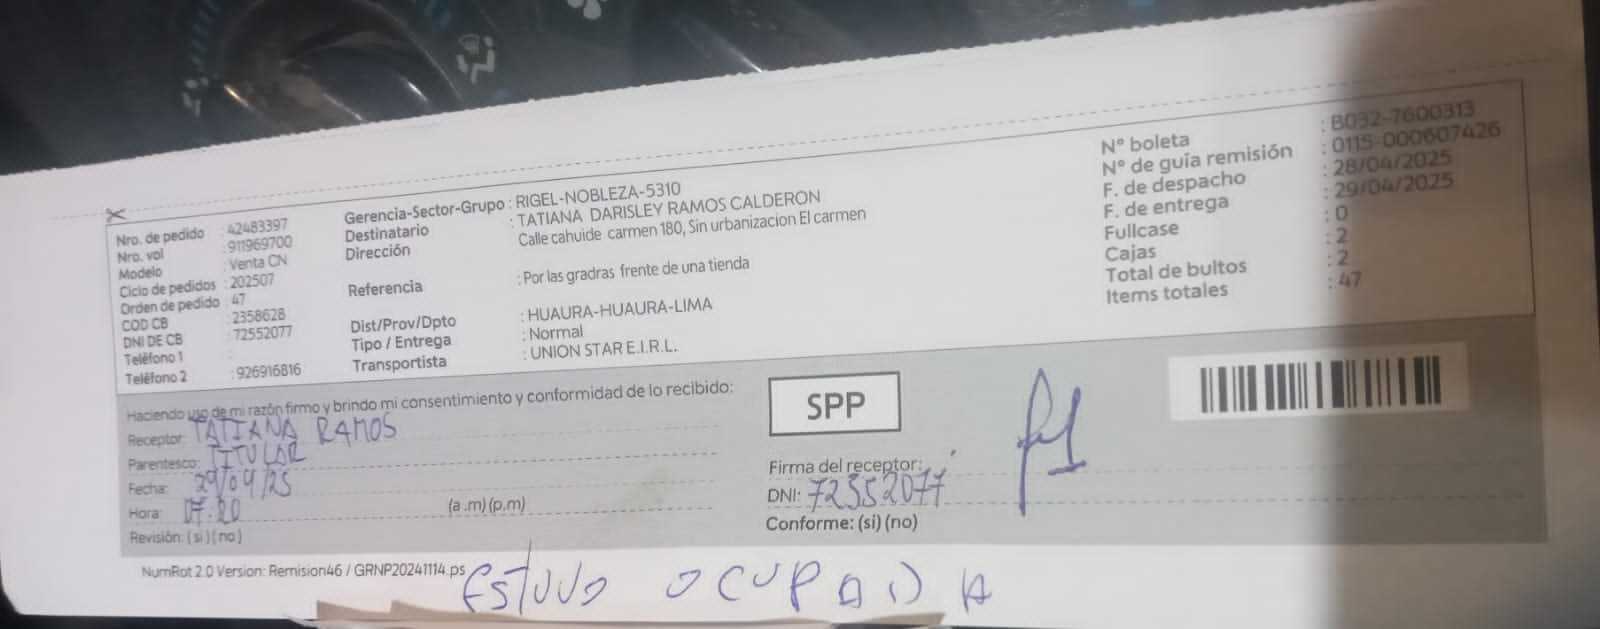 Nro. de pedido : 42483397
Nro. vol : 911969700
Modelo : Venta CN
Ciclo de pedidos : 202507
Orden de pedido : 47
COD CB : 2358628
DNI DE CB : 72552077
Teléfono 1 :
Teléfono 2 : 926916816
Gerencia-Sector-Grupo : RIGEL-NOBLEZA-5310
Destinatario : TATIANA DARISLEY RAMOS CALDERON
Dirección Calle cahuide carmen 180, Sin urbanizacion El carmen
Referencia : Por las gradras frente de una tienda
Dist/Prov/Dpto : HUAURA-HUAURA-LIMA
Tipo / Entrega : Normal
Transportista : UNION STAR E.I.R.L.
Nº boleta : B032-7600313
Nº de guía remisión : 0115-000607426
F. de despacho : 28/04/2025
F. de entrega : 29/04/2025
Fullcase : 0
Cajas : 2
Total de bultos : 2
Items totales : 47
Haciendo uso de mi razón firmo y brindo mi consentimiento y conformidad de lo recibido:
Receptor: TATIANA RAMOS
Parentesco: TITULAR
Fecha: 29/04/25
Hora: 07:20 (a .m) (p.m)
Revisión: ( si ) ( no )
SPP
Firma del receptor:
DNI: 72552077
Conforme: (si) (no)
NumRot 2.0 Version: Remision46 / GRNP20241114.ps
ESTUVO OCUPADA